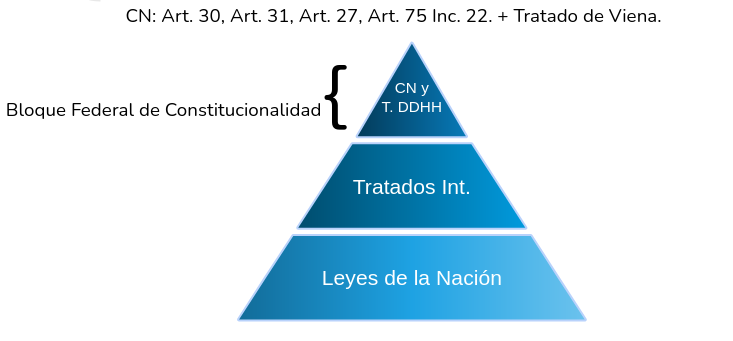 CN: Art. 30, Art. 31, Art. 27, Art. 75 Inc. 22. + Tratado de Viena.
CN y
T. DDHH
Bloque Federal de Constitucionalidad {
Tratados Int.
Leyes de la Nación